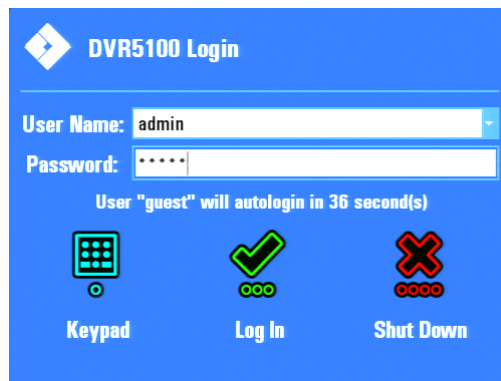 DVR5100 Login
User Name: admin
Password: •••••
User "guest" will autologin in 36 second(s)
Keypad Log In Shut Down